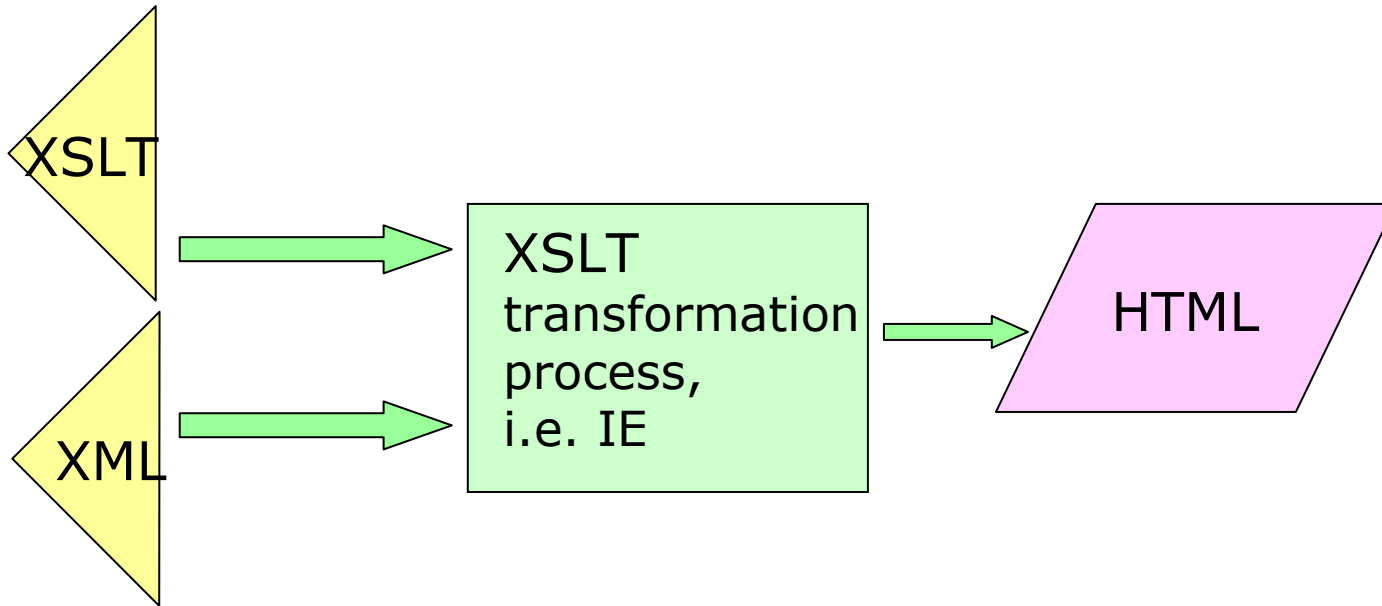 XSLT
XML
XSLT
transformation
process,
i.e. IE
HTML